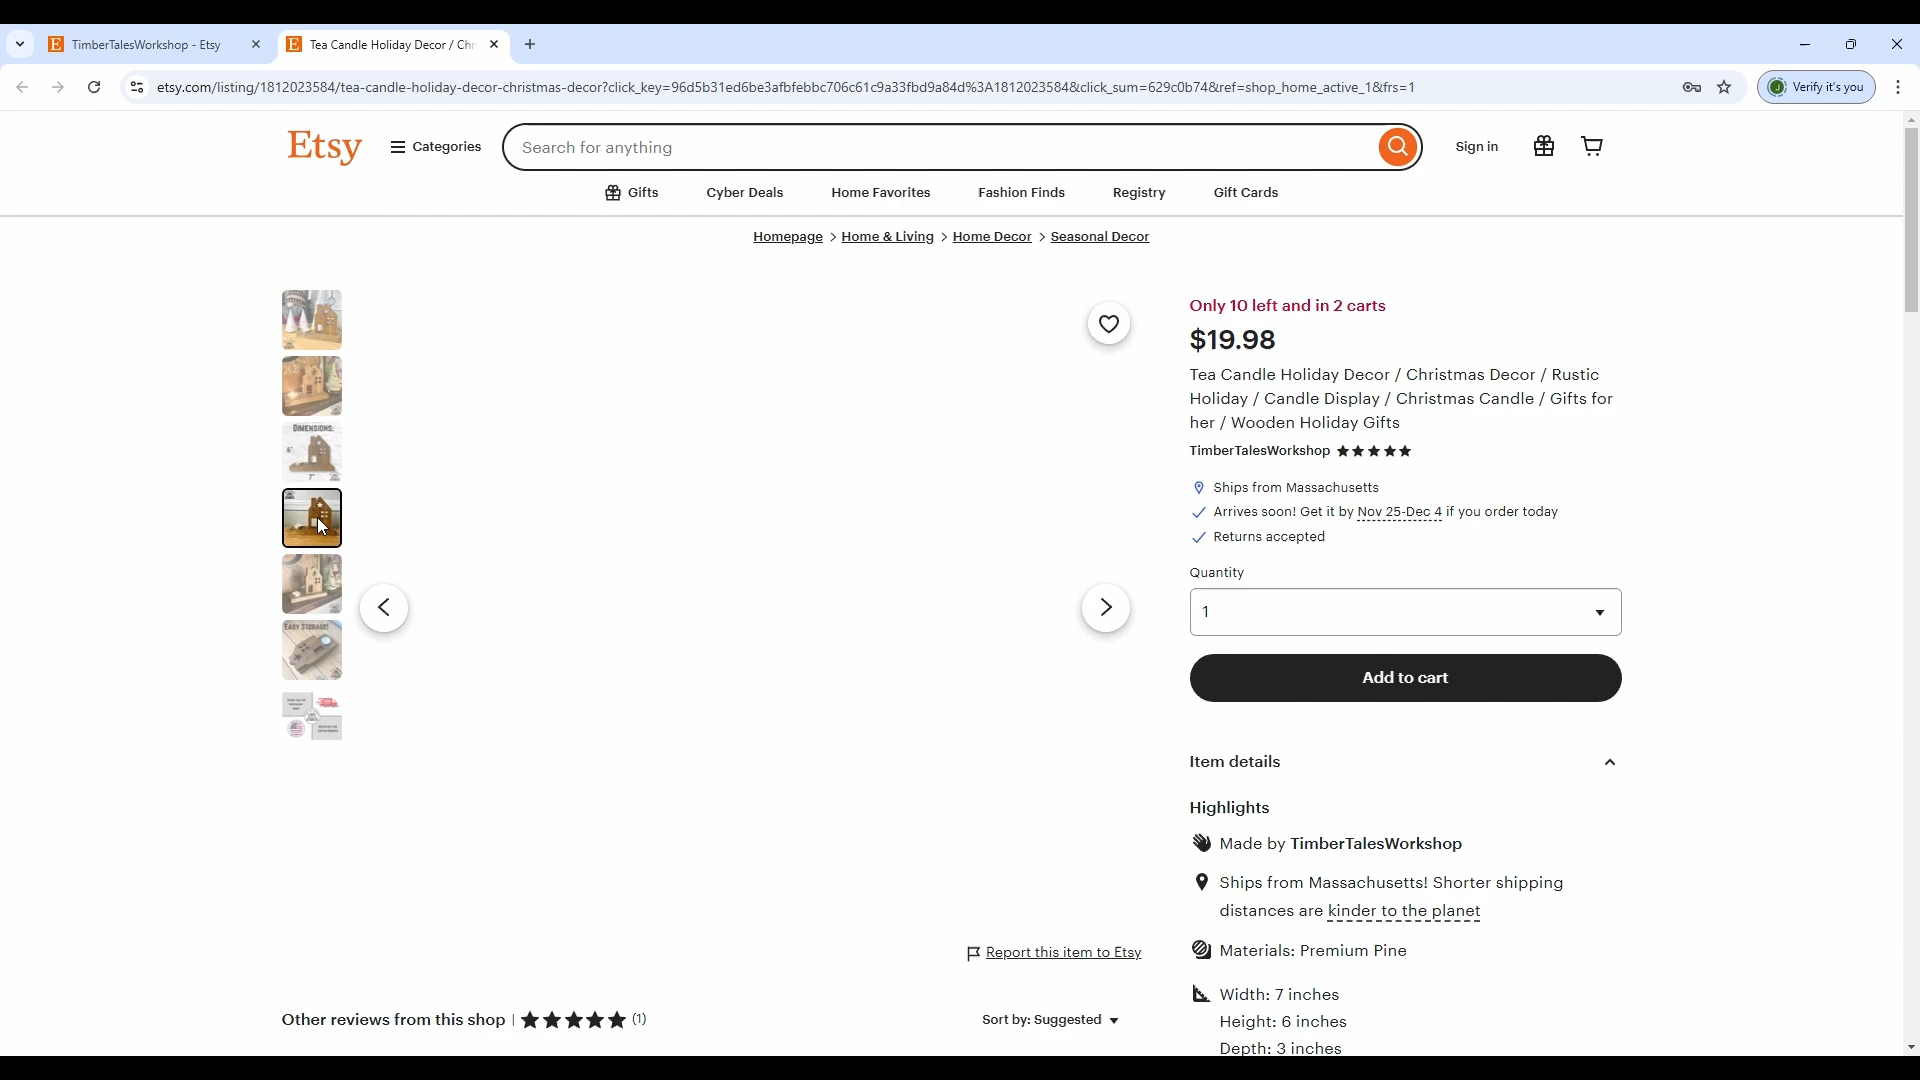 TimberTalesWorkshop - Etsy
Tea Candle Holiday Decor / Chr
etsy.com/listing/1812023584/tea-candle-holiday-decor-christmas-decor?click_key=96d5b31ed6be3afbfebbc706c61c9a33fbd9a84d%3A1812023584&click_sum=629c0b74&ref=shop_home_active_1&frs=1
Verify it's you
Etsy
Categories
Search for anything
Sign in
Gifts
Cyber Deals
Home Favorites
Fashion Finds
Registry
Gift Cards
Homepage > Home & Living > Home Decor > Seasonal Decor
DIMENSIONS:
6"
7"
EASY STORAGE!
Only 10 left and in 2 carts
$19.98
Tea Candle Holiday Decor / Christmas Decor / Rustic
Holiday / Candle Display / Christmas Candle / Gifts for
her / Wooden Holiday Gifts
TimberTalesWorkshop
Ships from Massachusetts
Arrives soon! Get it by Nov 25-Dec 4 if you order today
Returns accepted
Quantity
1
Add to cart
Item details
Highlights
Made by TimberTalesWorkshop
Ships from Massachusetts! Shorter shipping
distances are kinder to the planet
Materials: Premium Pine
Width: 7 inches
Height: 6 inches
Depth: 3 inches
Report this item to Etsy
Other reviews from this shop | (1)
Sort by: Suggested